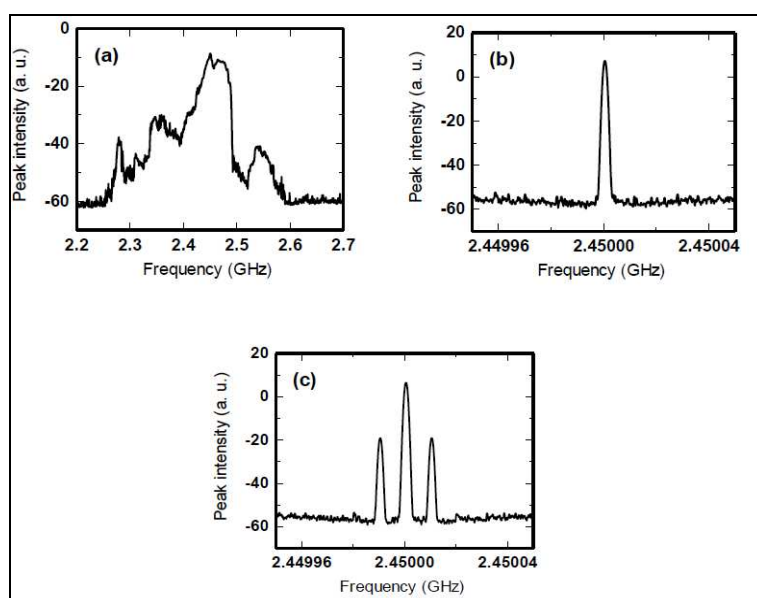 (a)
Peak intensity (a. u.)
0
-20
-40
-60
2.2 2.3 2.4 2.5 2.6 2.7
Frequency (GHz)
(b)
Peak intensity (a. u.)
20
0
-20
-40
-60
2.44996 2.45000 2.45004
Frequency (GHz)
(c)
Peak intensity (a. u.)
20
0
-20
-40
-60
2.44996 2.45000 2.45004
Frequency (GHz)